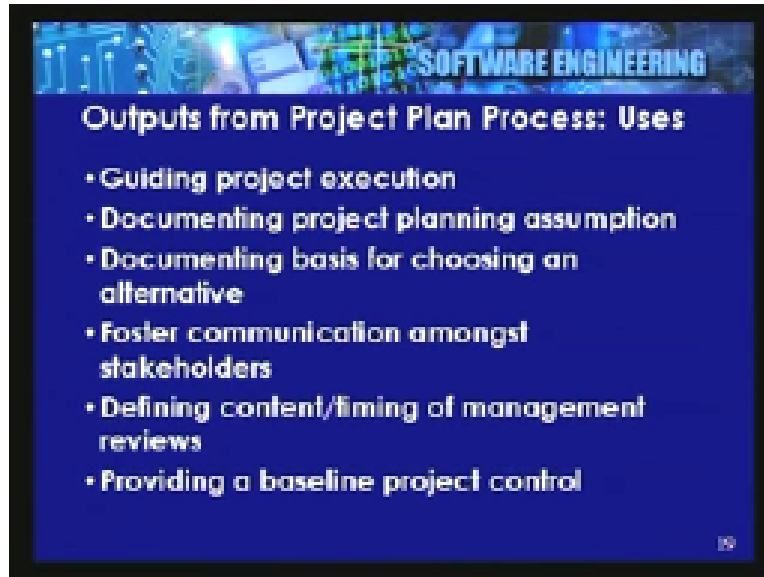 SOFTWARE ENGINEERING
Outputs from Project Plan Process: Uses
• Guiding project execution
• Documenting project planning assumption
• Documenting basis for choosing an
alternative
• Foster communication amongst
stakeholders
• Defining content/timing of management
reviews
• Providing a baseline project control
19